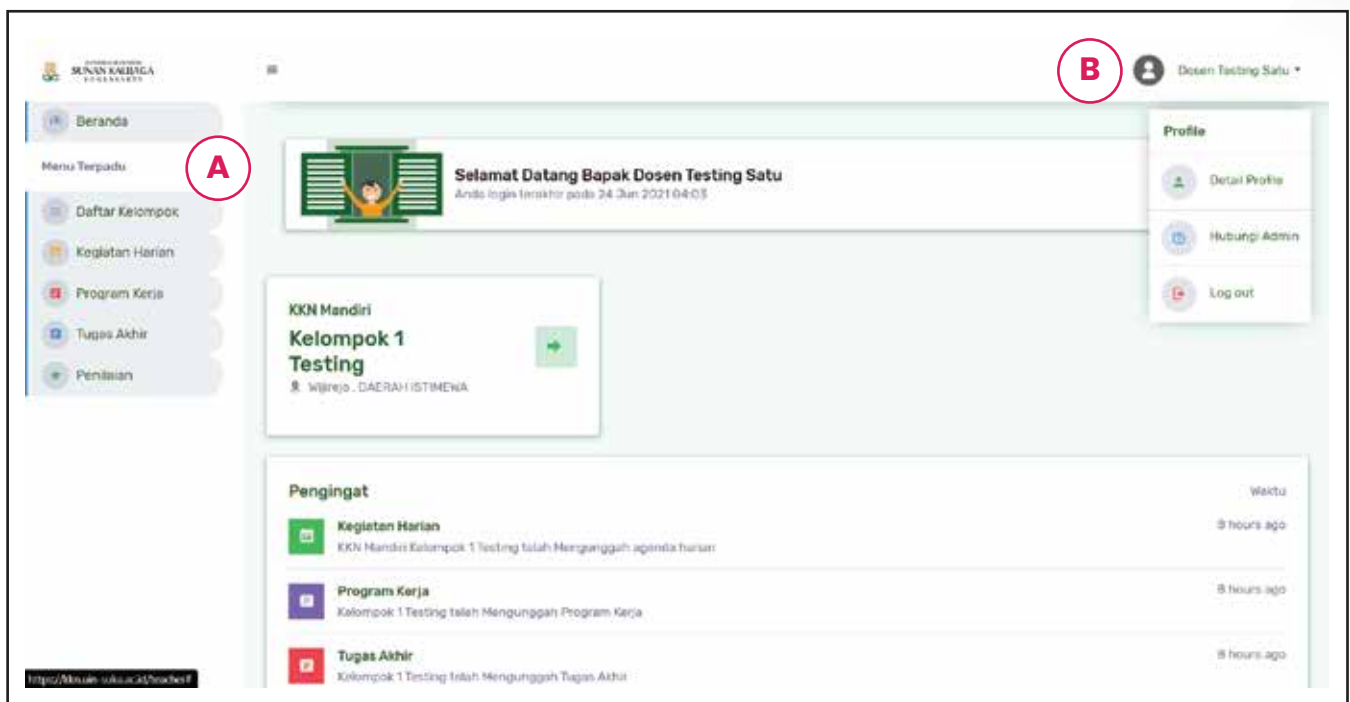 SUNAN KALIJAGA
YOGYAKARTA
B
Dosen Testing Satu
Beranda
Menu Terpadu
A
Daftar Kelompok
Kegiatan Harian
Program Kerja
Tugas Akhir
Penilaian
Selamat Datang Bapak Dosen Testing Satu
Anda login terakhir pada 24 Jun 2021 04:03
Profile
Detail Profile
Hubungi Admin
Log out
KKN Mandiri
Kelompok 1
Testing
Wijirejo , DAERAH ISTIMEWA
Pengingat
Waktu
Kegiatan Harian
KKN Mandiri Kelompok 1 Testing telah Mengunggah agenda harian
8 hours ago
Program Kerja
Kelompok 1 Testing telah Mengunggah Program Kerja
8 hours ago
Tugas Akhir
Kelompok 1 Testing telah Mengunggah Tugas Akhir
8 hours ago